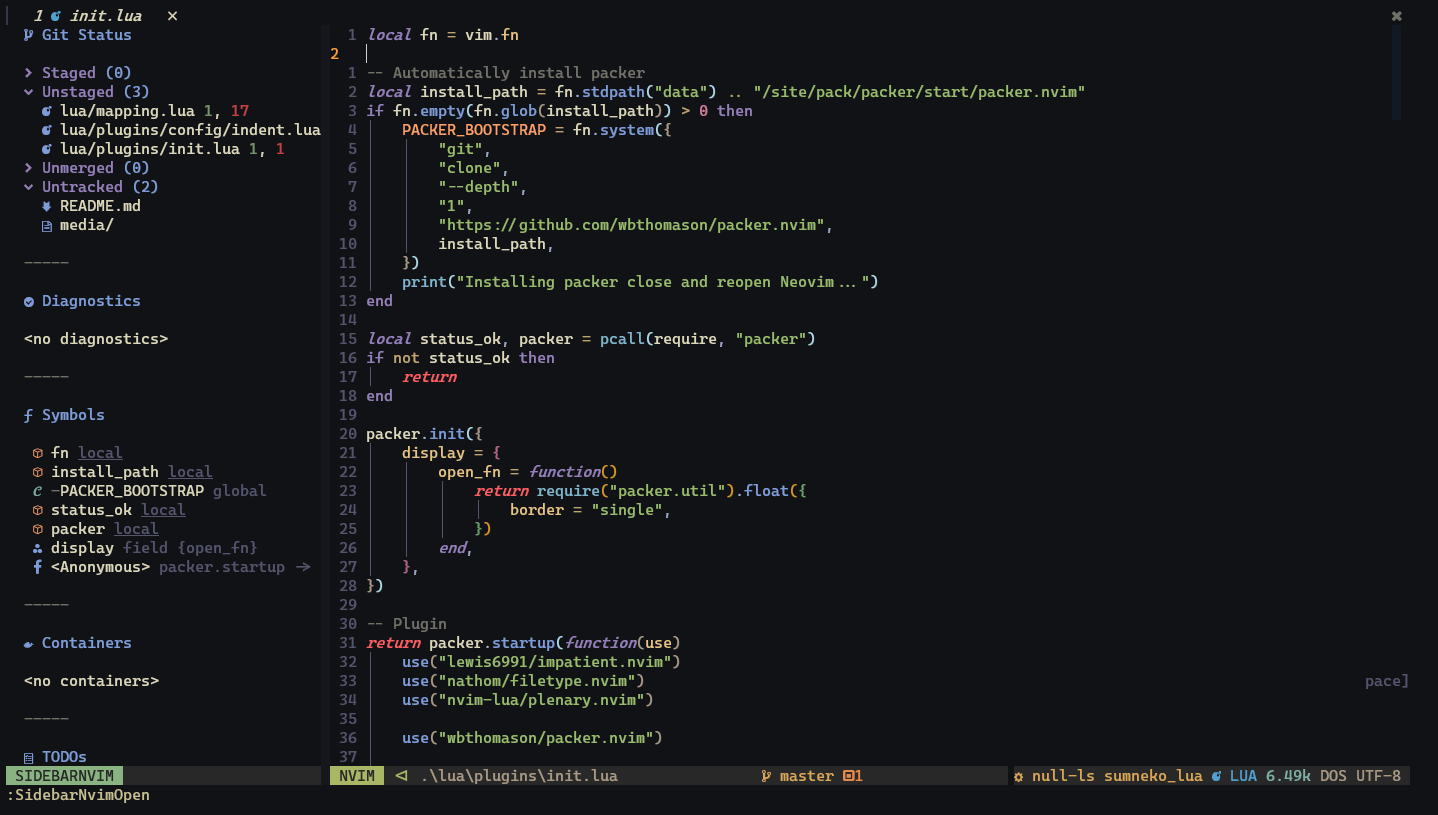 1 init.lua ✕ ✖
Git Status
Staged (0)
Unstaged (3)
lua/mapping.lua 1, 17
lua/plugins/config/indent.lua
lua/plugins/init.lua 1, 1
Unmerged (0)
Untracked (2)
README.md
media/
-----
Diagnostics
<no diagnostics>
-----
Symbols
fn local
install_path local
-PACKER_BOOTSTRAP global
status_ok local
packer local
display field {open_fn}
<Anonymous> packer.startup ->
-----
Containers
<no containers>
-----
TODOs
1 local fn = vim.fn
2
1 -- Automatically install packer
2 local install_path = fn.stdpath("data") .. "/site/pack/packer/start/packer.nvim"
3 if fn.empty(fn.glob(install_path)) > 0 then
4 PACKER_BOOTSTRAP = fn.system({
5 "git",
6 "clone",
7 "--depth",
8 "1",
9 "https://github.com/wbthomason/packer.nvim",
10 install_path,
11 })
12 print("Installing packer close and reopen Neovim...")
13 end
14
15 local status_ok, packer = pcall(require, "packer")
16 if not status_ok then
17 return
18 end
19
20 packer.init({
21 display = {
22 open_fn = function()
23 return require("packer.util").float({
24 border = "single",
25 })
26 end,
27 },
28 })
29
30 -- Plugin
31 return packer.startup(function(use)
32 use("lewis6991/impatient.nvim")
33 use("nathom/filetype.nvim") pace]
34 use("nvim-lua/plenary.nvim")
35
36 use("wbthomason/packer.nvim")
37
SIDEBARNVIM
NVIM .\lua\plugins\init.lua master 1 null-ls sumneko_lua LUA 6.49k DOS UTF-8
:SidebarNvimOpen